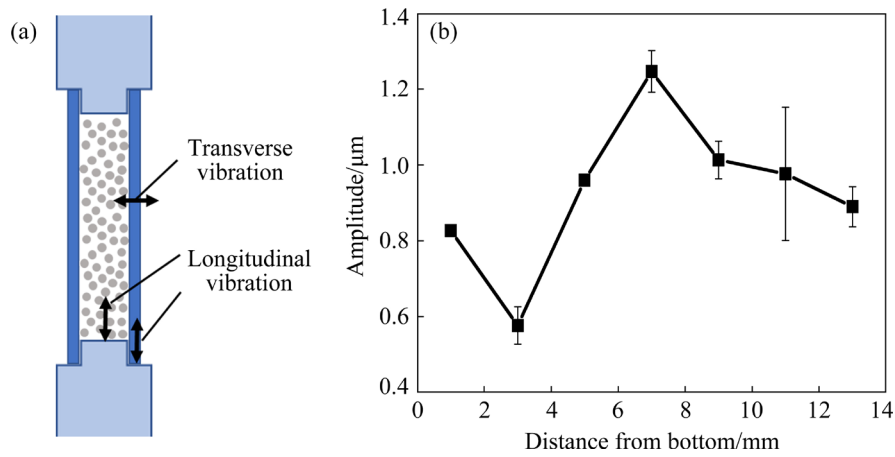 (a)
Transverse
vibration
Longitudinal
vibration
(b)
1.4
1.2
1.0
0.8
0.6
0.4
Amplitude/μm
0 2 4 6 8 10 12 14
Distance from bottom/mm